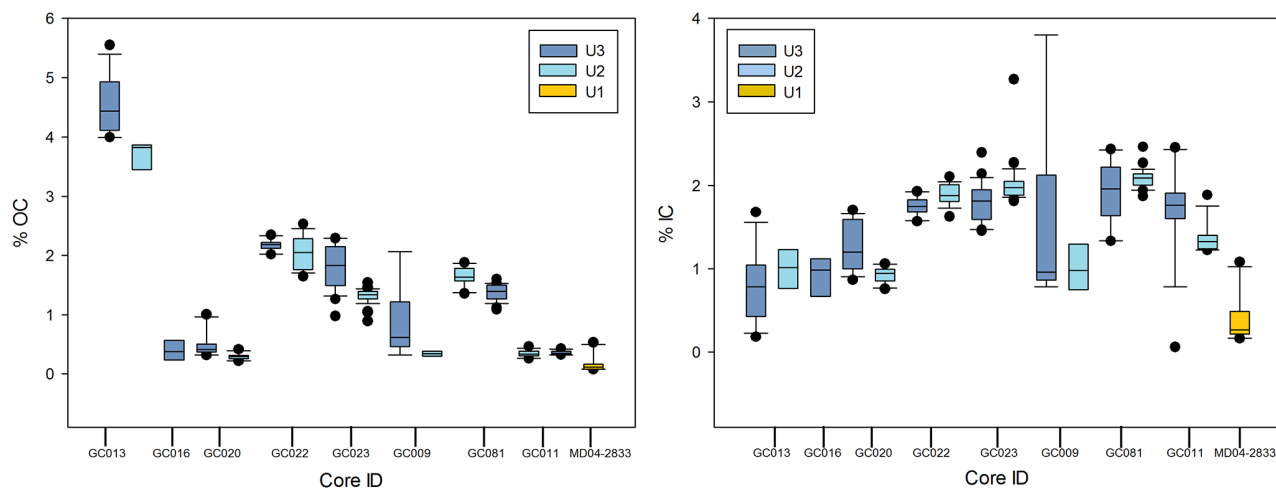 6
5
4
3
2
1
0
% OC
U3
U2
U1
GC013 GC016 GC020 GC022 GC023 GC009 GC081 GC011 MD04-2833
Core ID
4
3
2
1
0
% IC
U3
U2
U1
GC013 GC016 GC020 GC022 GC023 GC009 GC081 GC011 MD04-2833
Core ID